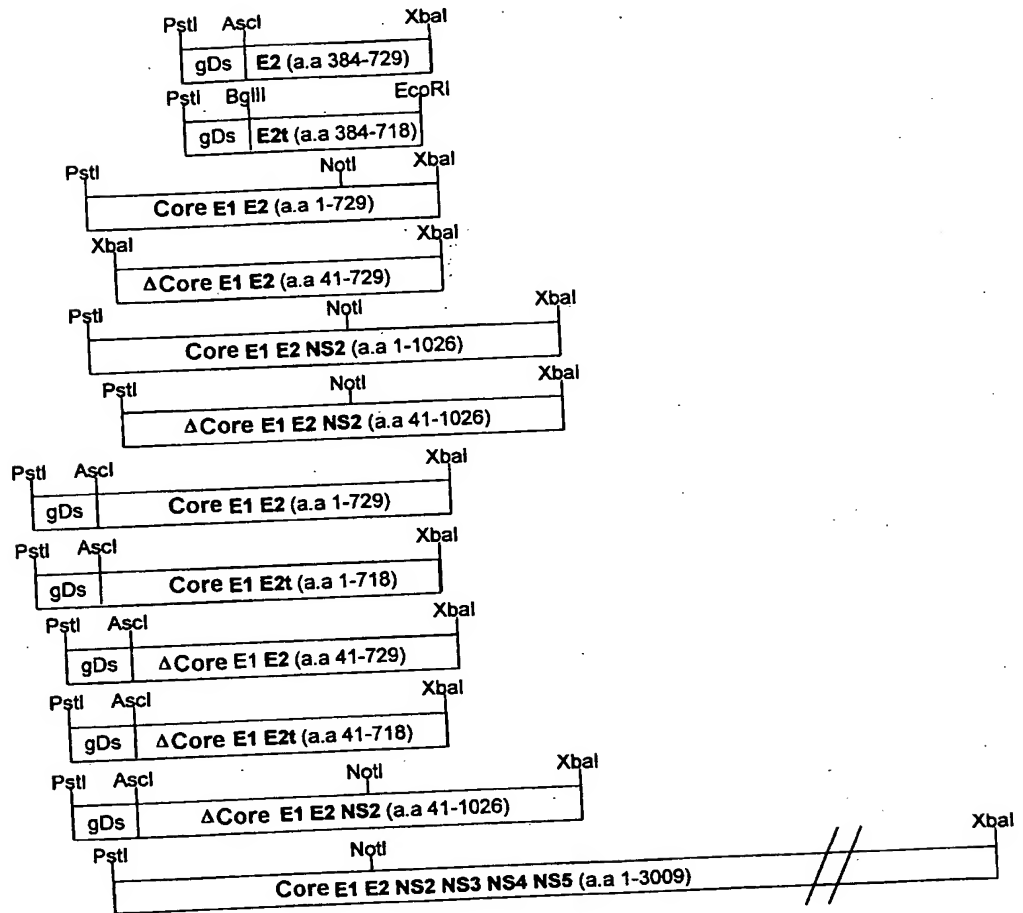 PstI AscI XbaI
gDs E2 (a.a 384-729)
PstI BglII EcoRI
gDs E2t (a.a 384-718)
PstI NotI XbaI
Core E1 E2 (a.a 1-729)
XbaI XbaI
ΔCore E1 E2 (a.a 41-729)
PstI NotI XbaI
Core E1 E2 NS2 (a.a 1-1026)
PstI NotI XbaI
ΔCore E1 E2 NS2 (a.a 41-1026)
PstI AscI XbaI
gDs Core E1 E2 (a.a 1-729)
PstI AscI XbaI
gDs Core E1 E2t (a.a 1-718)
PstI AscI XbaI
gDs ΔCore E1 E2 (a.a 41-729)
PstI AscI XbaI
gDs ΔCore E1 E2t (a.a 41-718)
PstI AscI NotI XbaI
gDs ΔCore E1 E2 NS2 (a.a 41-1026)
PstI NotI XbaI
Core E1 E2 NS2 NS3 NS4 NS5 (a.a 1-3009)